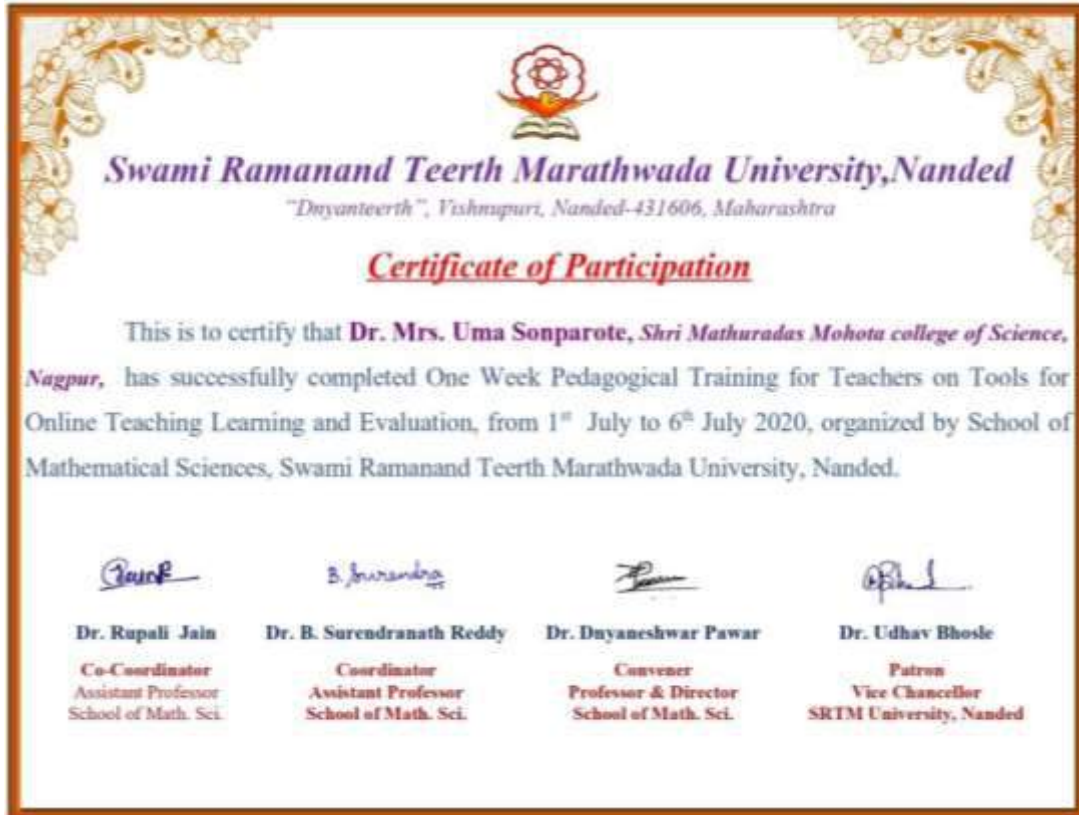 Swami Ramanand Teerth Marathwada University,Nanded
"Dnyanteerth", Vishnupuri, Nanded-431606, Maharashtra
Certificate of Participation
This is to certify that Dr. Mrs. Uma Sonparote, Shri Mathuradas Mohota college of Science,
Nagpur, has successfully completed One Week Pedagogical Training for Teachers on Tools for
Online Teaching Learning and Evaluation, from 1st July to 6th July 2020, organized by School of
Mathematical Sciences, Swami Ramanand Teerth Marathwada University, Nanded.
B. Surendra
Dr. Rupali Jain Dr. B. Surendranath Reddy Dr. Dnyaneshwar Pawar Dr. Udhav Bhosle
Co-Coordinator Coordinator Convener Patron
Assistant Professor Assistant Professor Professor & Director Vice Chancellor
School of Math. Sci. School of Math. Sci. School of Math. Sci. SRTM University, Nanded